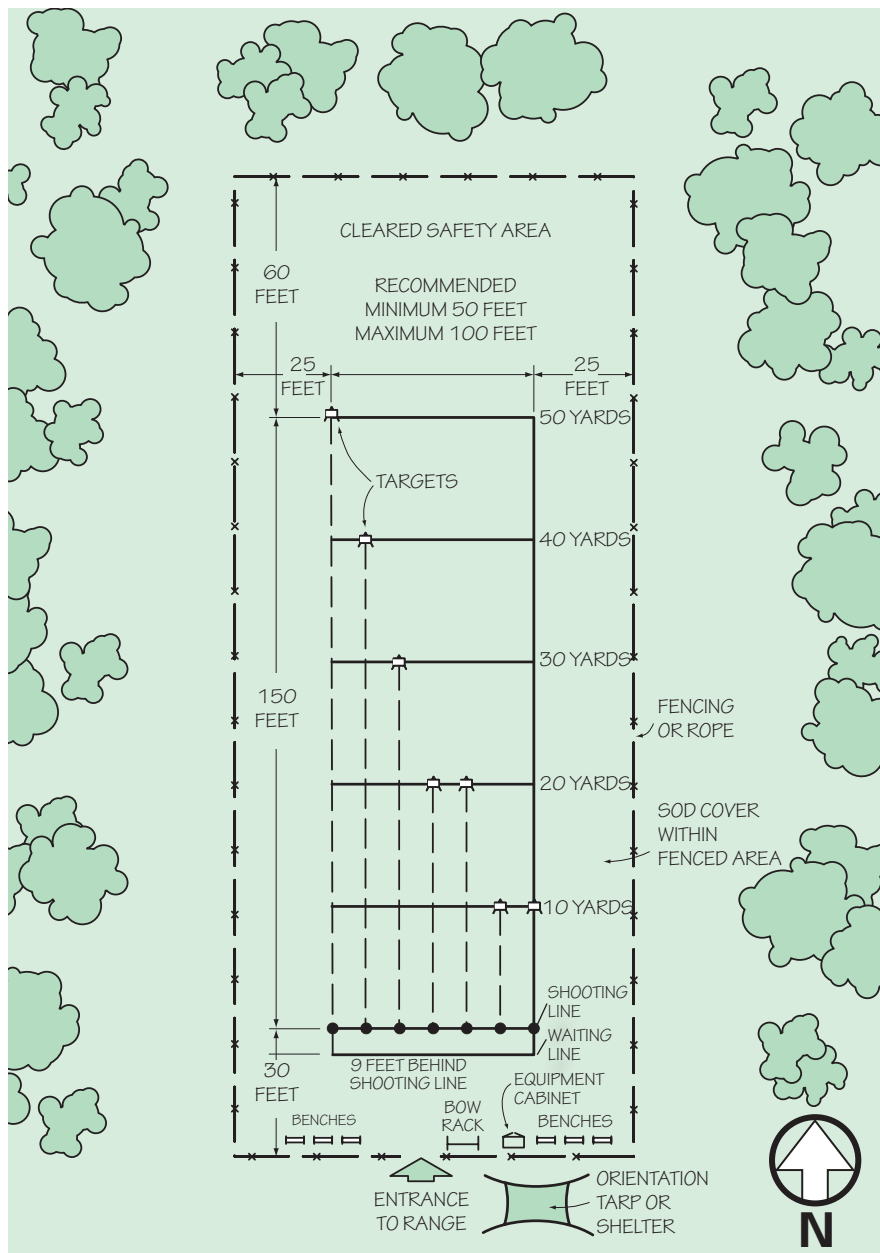 CLEARED SAFETY AREA
60
FEET
RECOMMENDED
MINIMUM 50 FEET
MAXIMUM 100 FEET
25
FEET
25
FEET
50 YARDS
TARGETS
40 YARDS
30 YARDS
150
FEET
FENCING
OR ROPE
20 YARDS
SOD COVER
WITHIN
FENCED AREA
10 YARDS
SHOOTING
LINE
WAITING
LINE
30
FEET
9 FEET BEHIND
SHOOTING LINE
EQUIPMENT
CABINET
BENCHES
BOW
RACK
BENCHES
ENTRANCE
TO RANGE
ORIENTATION
TARP OR
SHELTER
N